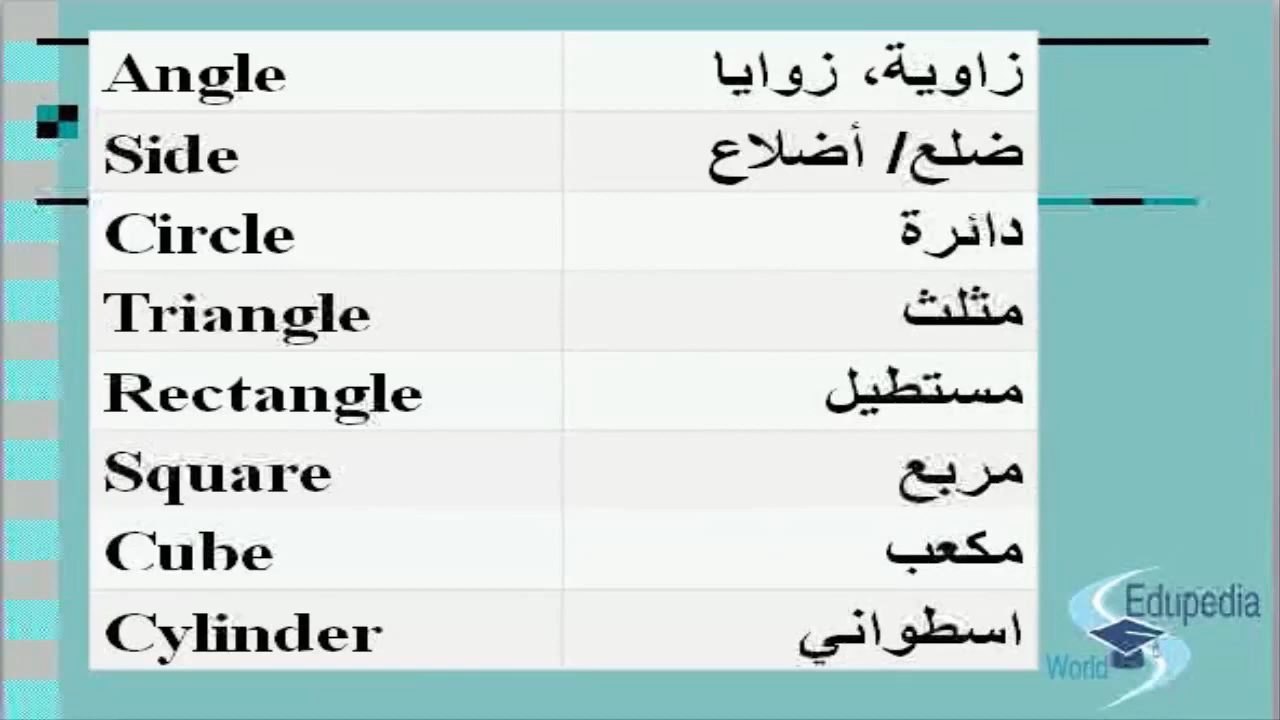 Angle زاوية، زوايا
Side ضلع/ أضلاع
Circle دائرة
Triangle مثلث
Rectangle مستطيل
Square مربع
Cube مكعب
Cylinder اسطواني
Edupedia
World